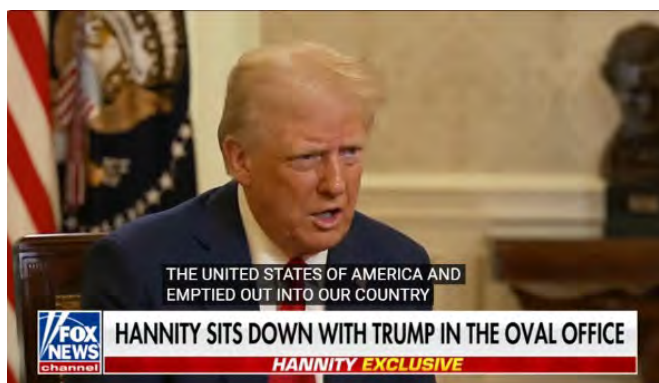 THE UNITED STATES OF AMERICA AND
EMPTIED OUT INTO OUR COUNTRY
FOX
NEWS
channel
HANNITY SITS DOWN WITH TRUMP IN THE OVAL OFFICE
HANNITY EXCLUSIVE